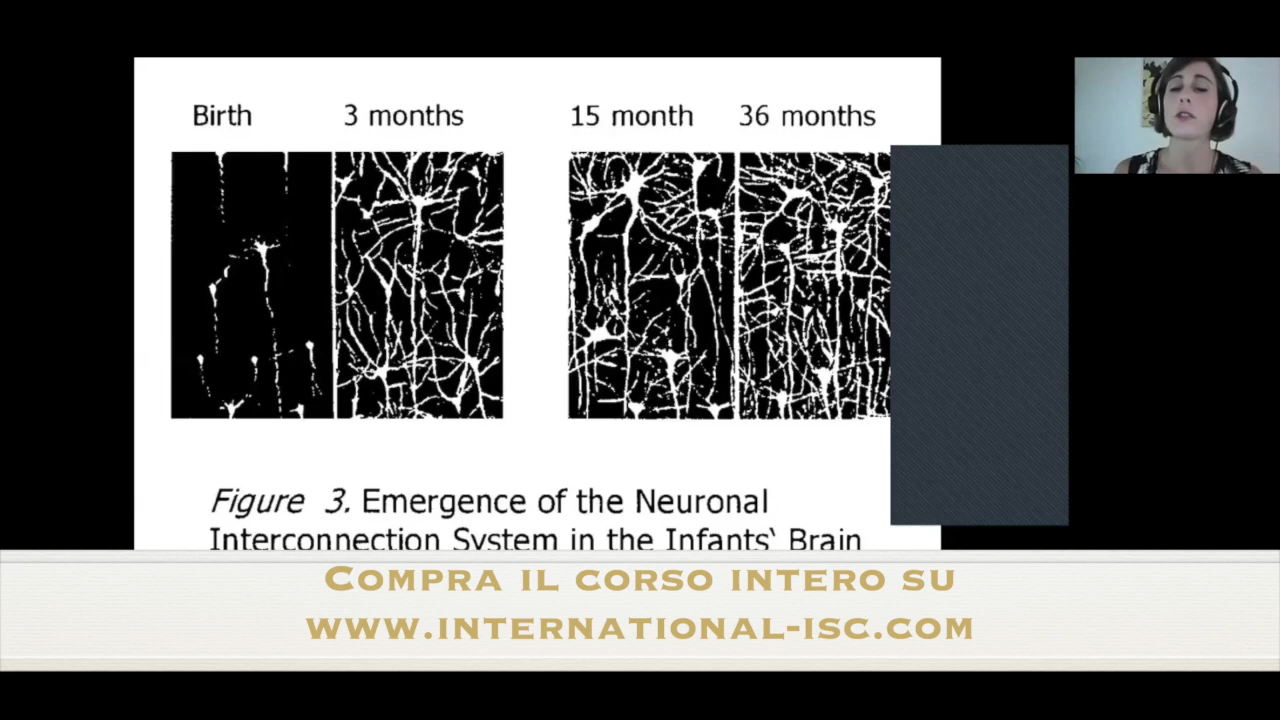 Birth 3 months 15 month 36 months
Figure 3. Emergence of the Neuronal
Interconnection System in the Infants‘ Brain
Compra il corso intero su
www.international-isc.com